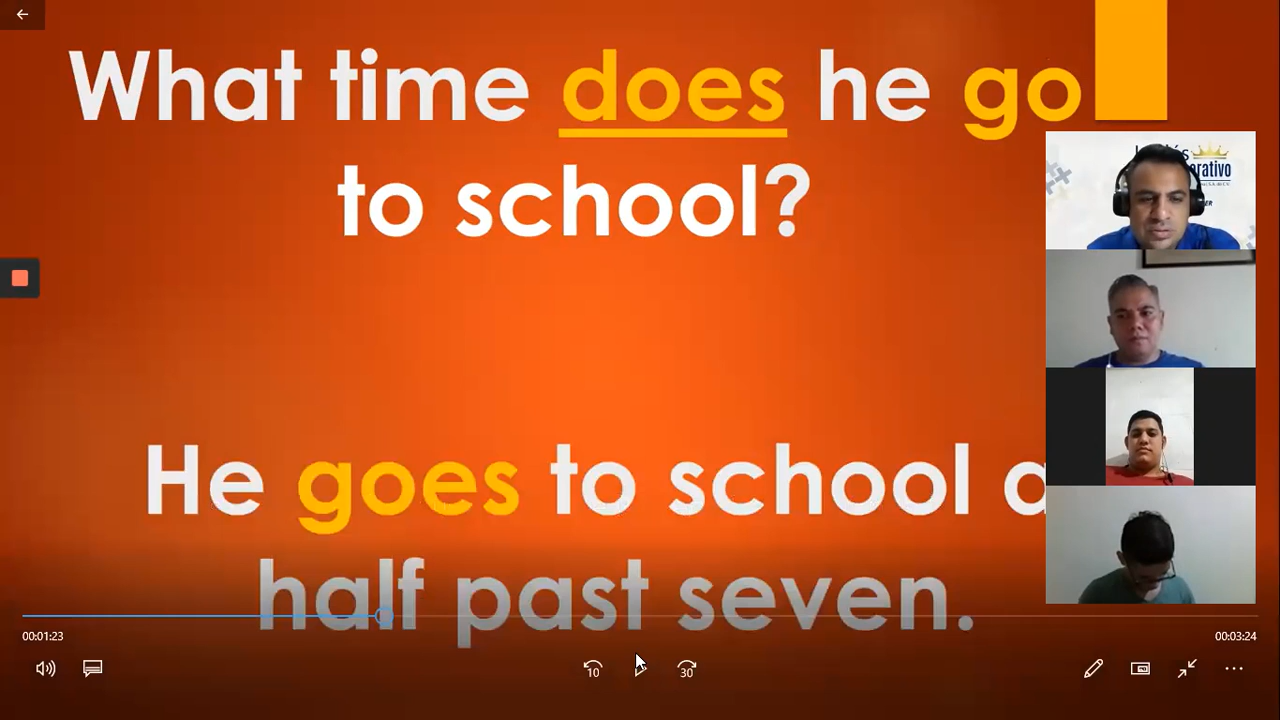 What time does he go
to school?
He goes to school a
half past seven.
00:01:23
00:03:24
10
30